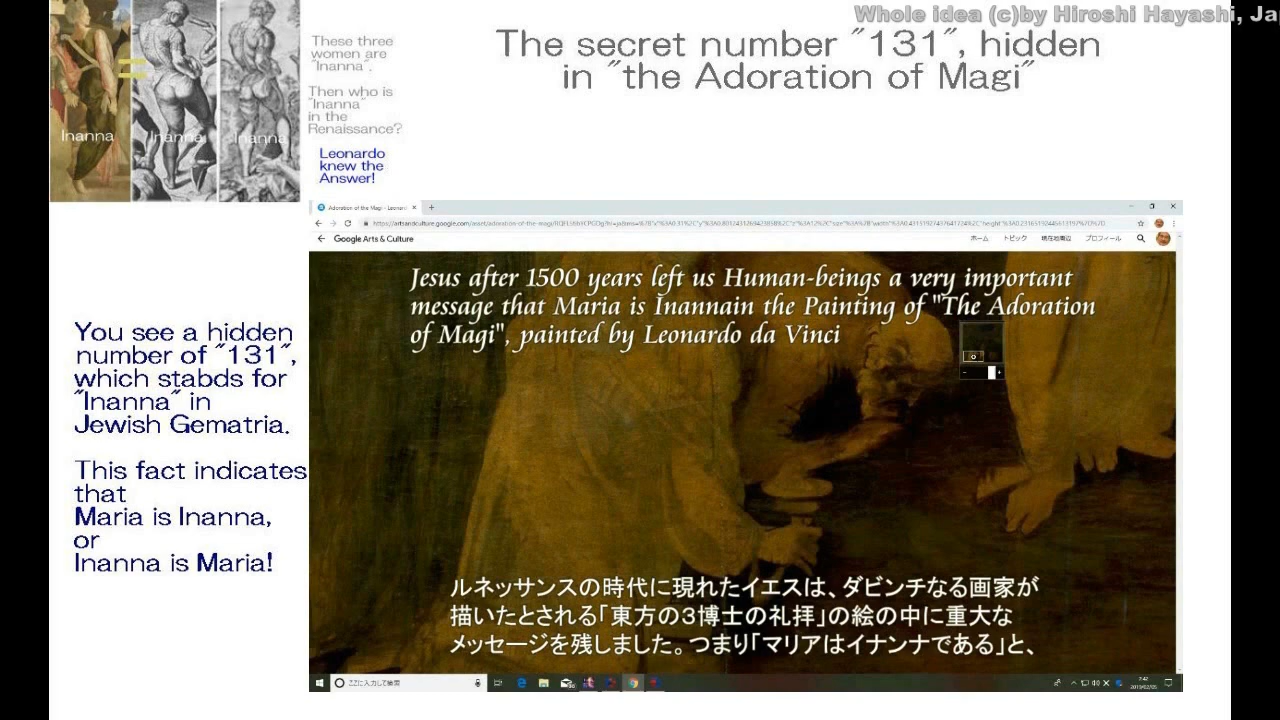 Whole idea (c)by Hiroshi Hayashi, Ja
The secret number "131", hidden
in "the Adoration of Magi"
These three
women are
"Inanna".
Then who is
"Inanna"
in the
Renaissance?
Leonardo
knew the
Answer!
Inanna
Inanna
Inanna
You see a hidden
number of "131",
which stabds for
"Inanna" in
Jewish Gematria.
This fact indicates
that
Maria is Inanna,
or
Inanna is Maria!
Adoration of the Magi - Leonar
Google Arts & Culture
ホーム トピック 現在地周辺 プロフィール
Jesus after 1500 years left us Human-beings a very important
message that Maria is Inannain the Painting of "The Adoration
of Magi", painted by Leonardo da Vinci
ルネッサンスの時代に現れたイエスは、ダビンチなる画家が
描いたとされる「東方の3博士の礼拝」の絵の中に重大な
メッセージを残しました。つまり「マリアはイナンナである」と、
ここに入力して検索
7:42